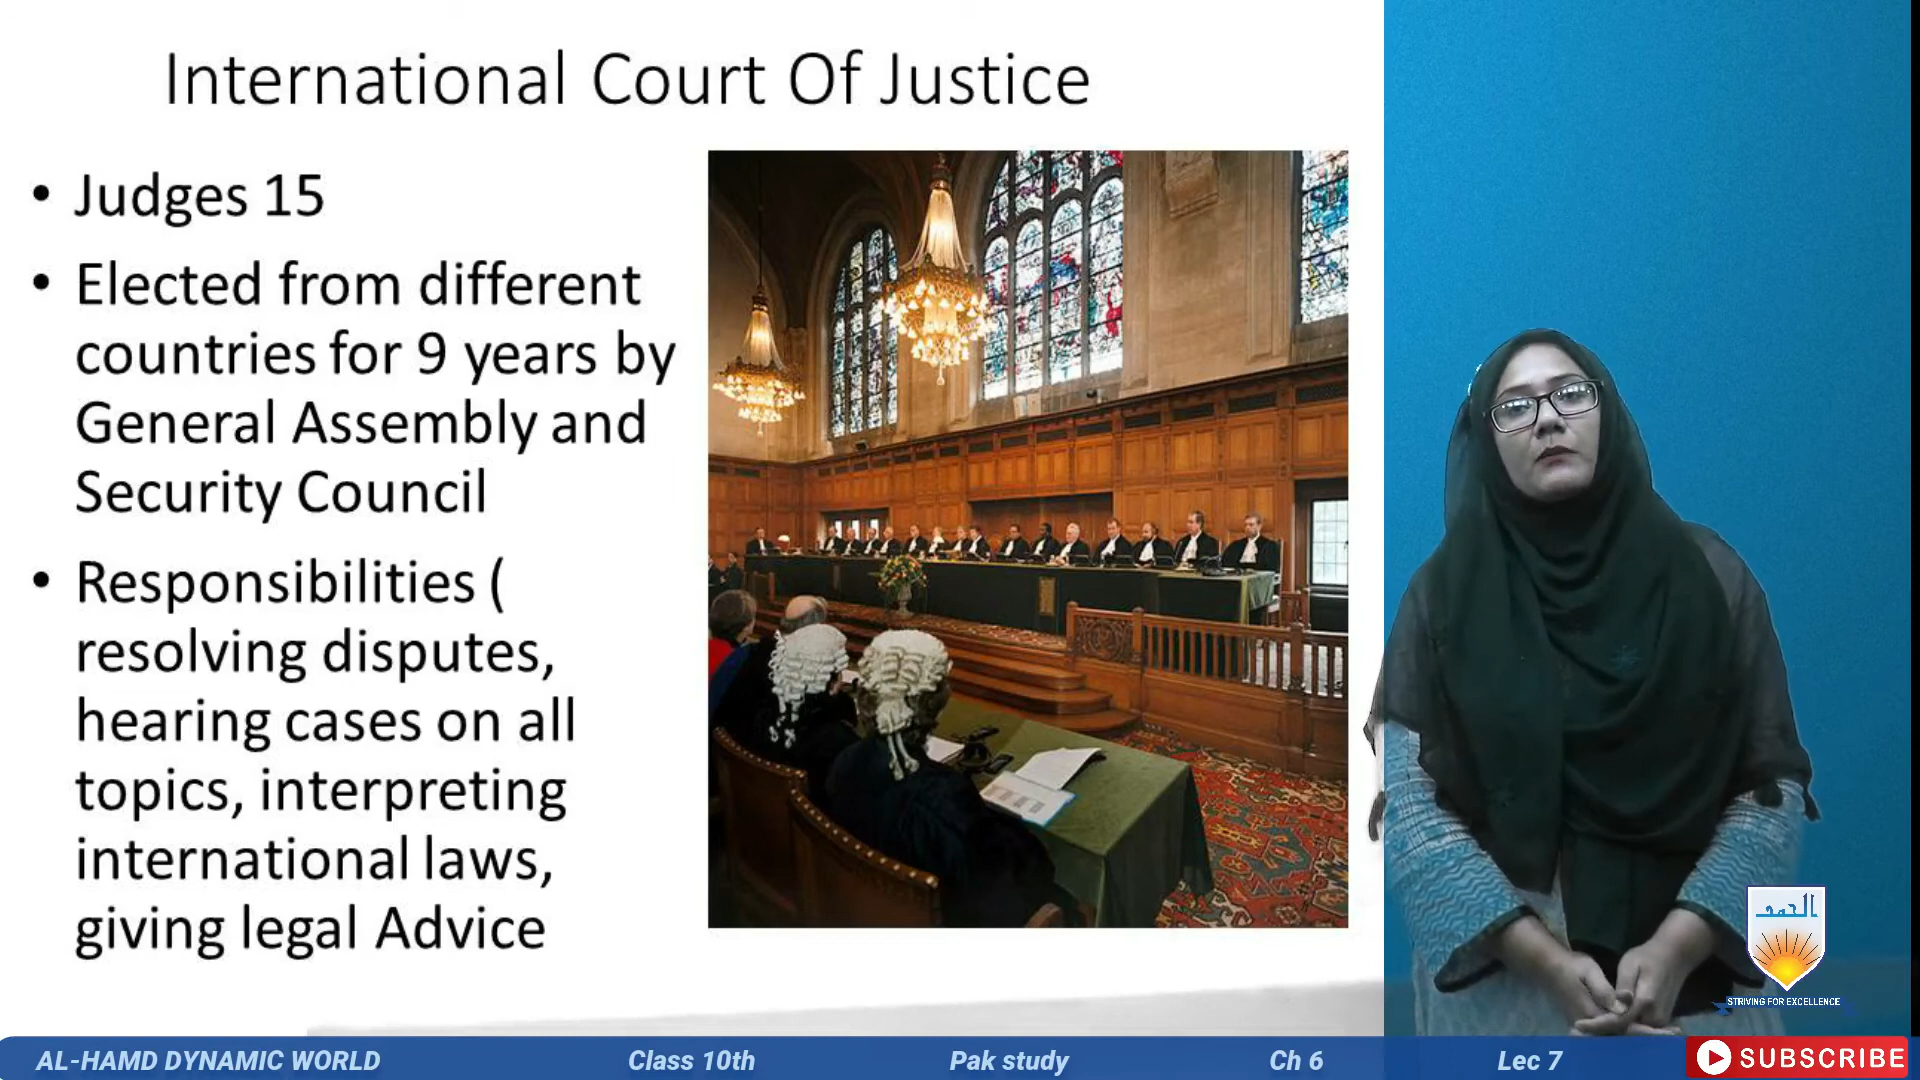 International Court Of Justice
• Judges 15
• Elected from different
countries for 9 years by
General Assembly and
Security Council
• Responsibilities (
resolving disputes,
hearing cases on all
topics, interpreting
international laws,
giving legal Advice
الحمد
STRIVING FOR EXCELLENCE
AL-HAMD DYNAMIC WORLD Class 10th Pak study Ch 6 Lec 7 SUBSCRIBE